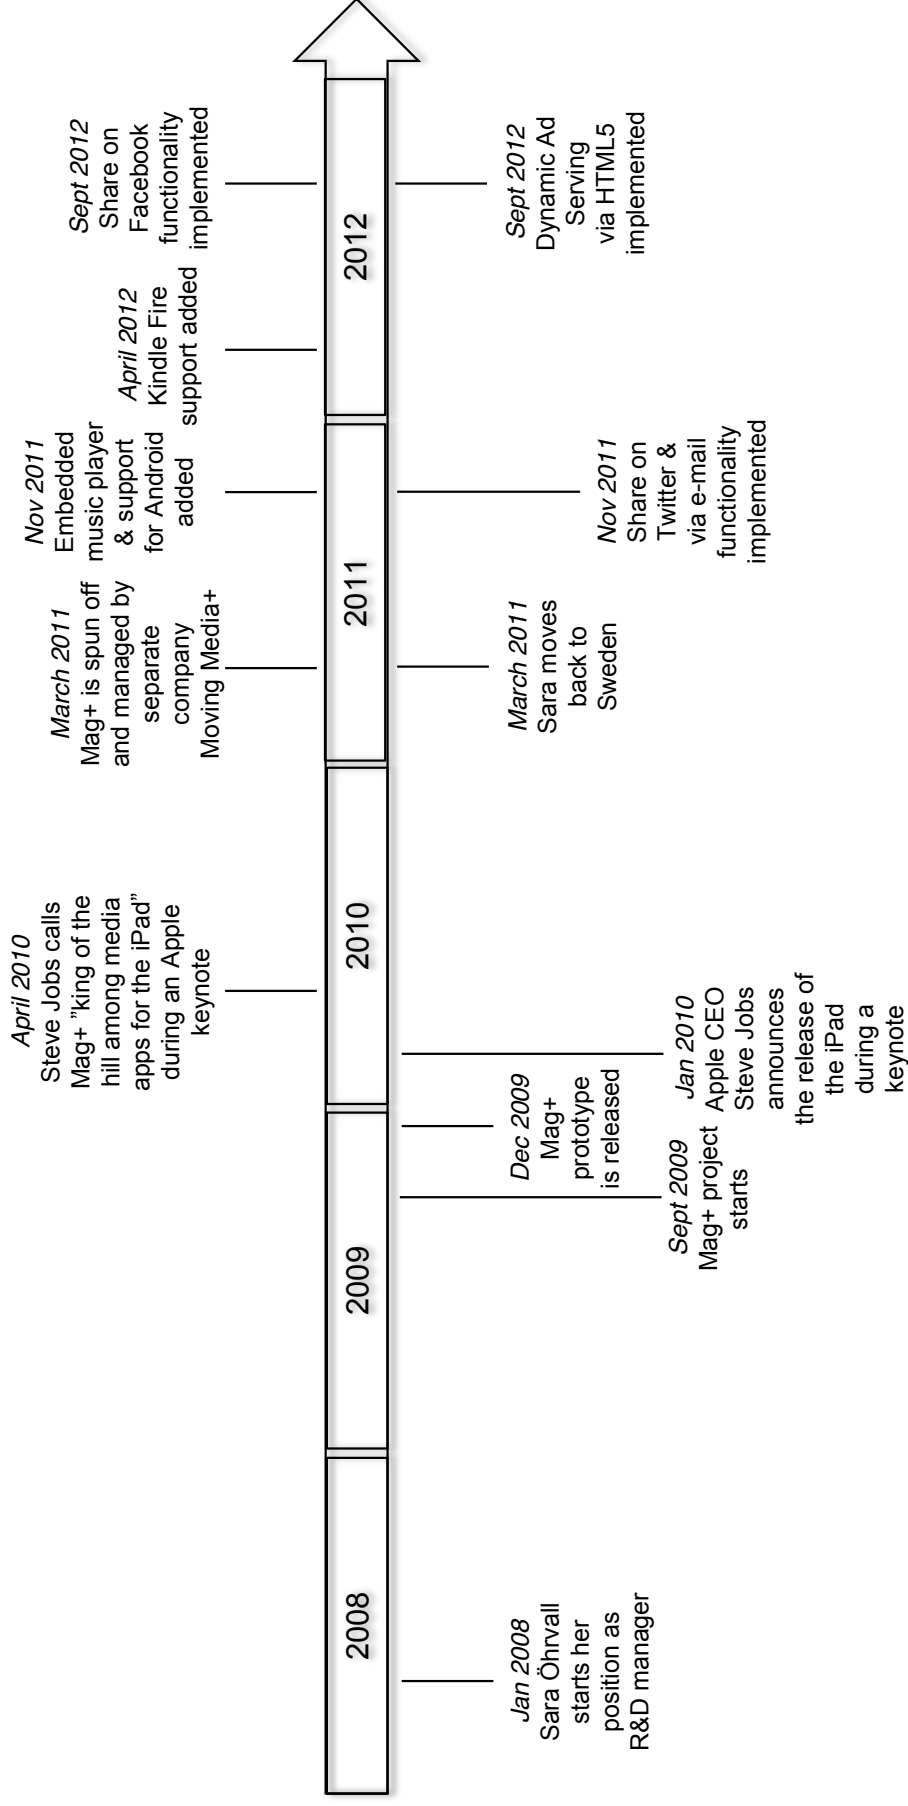 Jan 2008
Sara Öhrvall
starts her
position as
R&D manager
2008
2009
Sept 2009
Mag+ project
starts
Dec 2009
Mag+
prototype
is released
Jan 2010
Apple CEO
Steve Jobs
announces
the release of
the iPad
during a
keynote
2010
April 2010
Steve Jobs calls
Mag+ ”king of the
hill among media
apps for the iPad”
during an Apple
keynote
March 2011
Mag+ is spun off
and managed by
separate
company
Moving Media+
2011
March 2011
Sara moves
back to
Sweden
Nov 2011
Embedded
music player
& support
for Android
added
Nov 2011
Share on
Twitter &
via e-mail
functionality
implemented
April 2012
Kindle Fire
support added
2012
Sept 2012
Share on
Facebook
functionality
implemented
Sept 2012
Dynamic Ad
Serving
via HTML5
implemented